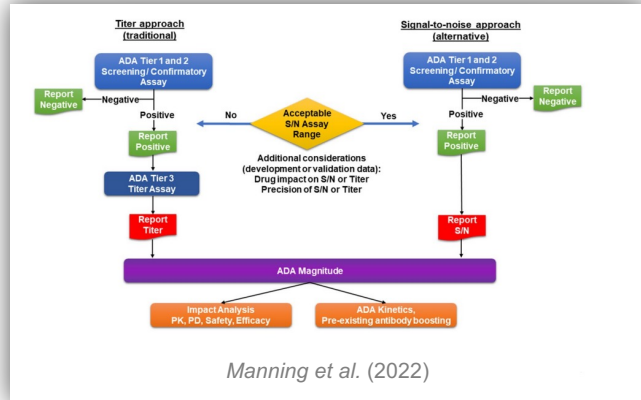 Titer approach
(traditional)
ADA Tier 1 and 2
Screening/ Confirmatory
Assay
Report
Negative
Negative
Positive
Report
Positive
ADA Tier 3
Titer Assay
Report
Titer
No
Acceptable
S/N Assay
Range
Yes
Additional considerations
(development or validation data):
Drug impact on S/N or Titer
Precision of S/N or Titer
Signal-to-noise approach
(alternative)
ADA Tier 1 and 2
Screening/Confirmatory
Assay
Negative
Report
Negative
Positive
Report
Positive
Report
S/N
ADA Magnitude
Impact Analysis
PK, PD, Safety, Efficacy
ADA Kinetics,
Pre-existing antibody boosting
Manning et al. (2022)